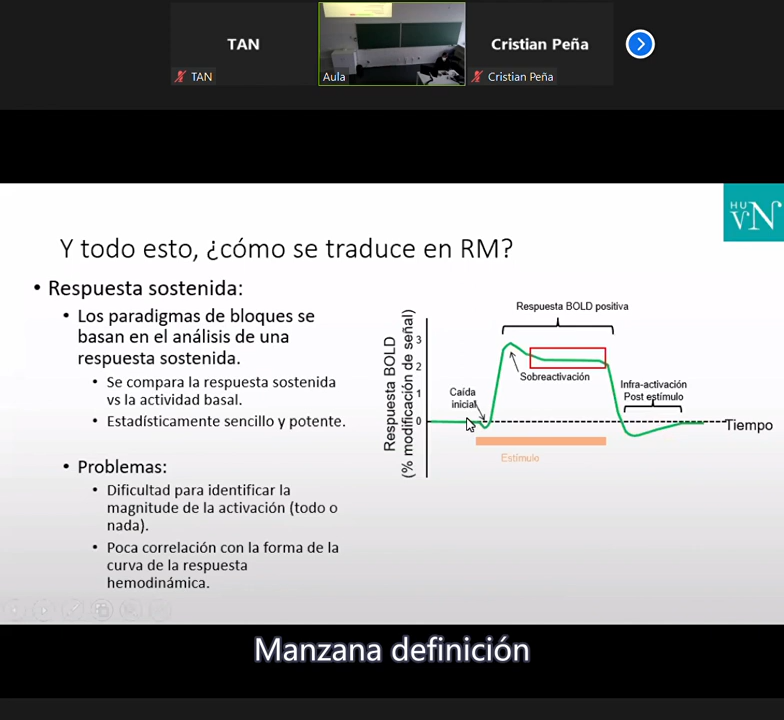 TAN
Cristian Peña
TAN
Aula
Cristian Peña
HU
VN
Y todo esto, ¿cómo se traduce en RM?
• Respuesta sostenida:
• Los paradigmas de bloques se
basan en el análisis de una
respuesta sostenida.
• Se compara la respuesta sostenida
vs la actividad basal.
• Estadísticamente sencillo y potente.
• Problemas:
• Dificultad para identificar la
magnitude de la activación (todo o
nada).
• Poca correlación con la forma de la
curva de la respuesta
hemodinámica.
Respuesta BOLD
(% modificación de señal)
3
2
1
0
Respuesta BOLD positiva
Sobreactivación
Caída
inicial
Infra-activación
Post estímulo
Tiempo
Estímulo
Manzana definición